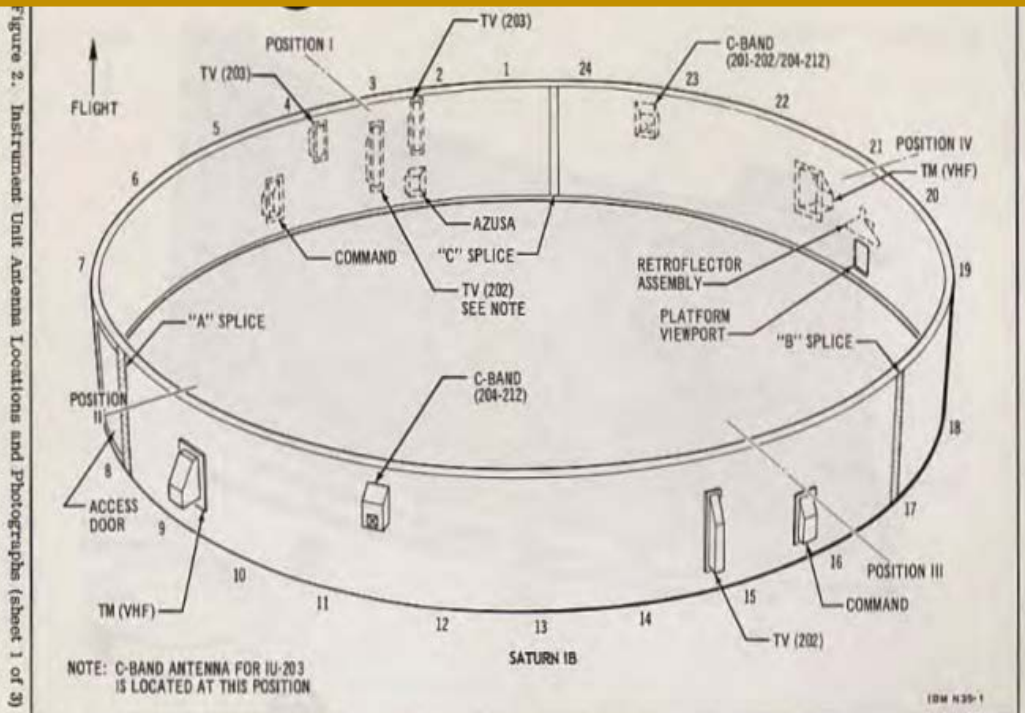 Figure 2. Instrument Unit Antenna Locations and Photographs (sheet 1 of 3)
FLIGHT
TV (203)
POSITION I
TV (203)
C-BAND
(201-202/204-212)
1
2
3
4
5
6
7
24
23
22
21
20
19
POSITION IV
TM (VHF)
COMMAND
AZUSA
"C" SPLICE
TV (202)
SEE NOTE
RETROFLECTOR
ASSEMBLY
PLATFORM
VIEWPORT
"B" SPLICE
"A" SPLICE
POSITION
II
C-BAND
(204-212)
8
ACCESS
DOOR
9
10
11
12
13
14
15
16
17
18
POSITION III
COMMAND
TV (202)
TM (VHF)
SATURN IB
NOTE: C-BAND ANTENNA FOR IU-203
IS LOCATED AT THIS POSITION
IBM N35-1